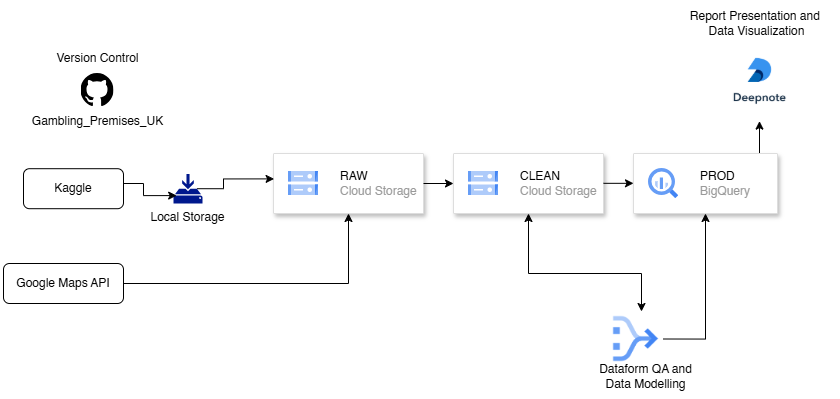 Report Presentation and
Data Visualization
Version Control
Deepnote
Gambling_Premises_UK
Kaggle
Local Storage
RAW
Cloud Storage
CLEAN
Cloud Storage
PROD
BigQuery
Google Maps API
Dataform QA and
Data Modelling